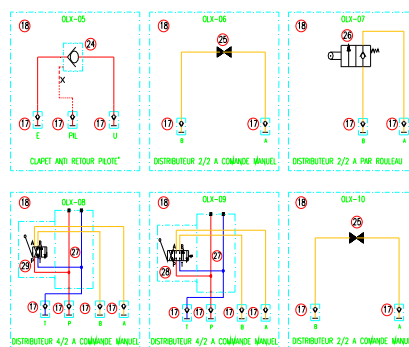 18 OLX-05
24
17 17 17
E PIL U
CLAPET ANTI RETOUR PILOTE"
18 OLX-06
25
17 17
B A
DISTRIBUTEUR 2/2 A COMANDE MANUEL
18 OLX-07
26
17 17
B A
DISTRIBUTEUR 2/2 A PAR ROULEAU
18 OLX-08
27
29
17 17 17 17
T P B A
DISTRIBUTEUR 4/2 A COMMANDE MANUEL
18 OLX-09
27
28
17 17 17 17
T P B A
DISTRIBUTEUR 4/2 A COMMANDE MANUEL
18 OLX-10
25
17 17
B A
DISTRIBUTEUR 2/2 A COMANDE MANUEL